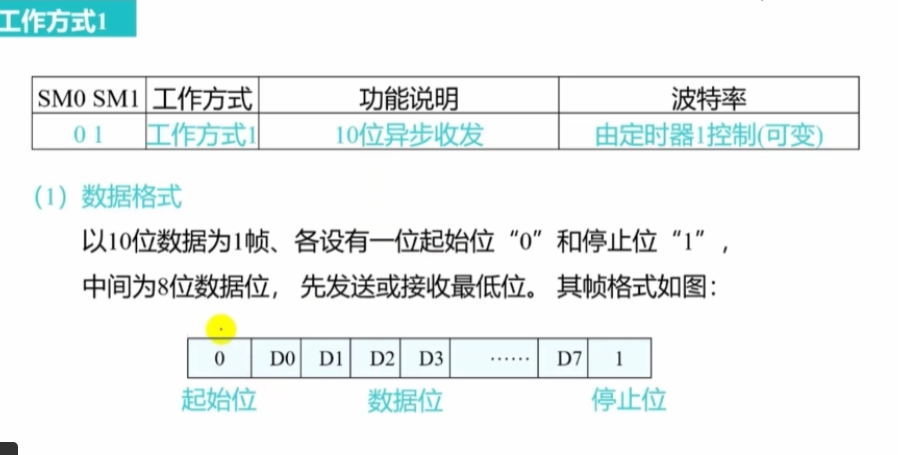 工作方式1
SM0 SM1 工作方式 功能说明 波特率
0 1 工作方式1 10位异步收发 由定时器1控制(可变)
（1）数据格式
以10位数据为1帧、各设有一位起始位“0”和停止位“1”，
中间为8位数据位， 先发送或接收最低位。 其帧格式如图：
0 D0 D1 D2 D3 …… D7 1
起始位 数据位 停止位